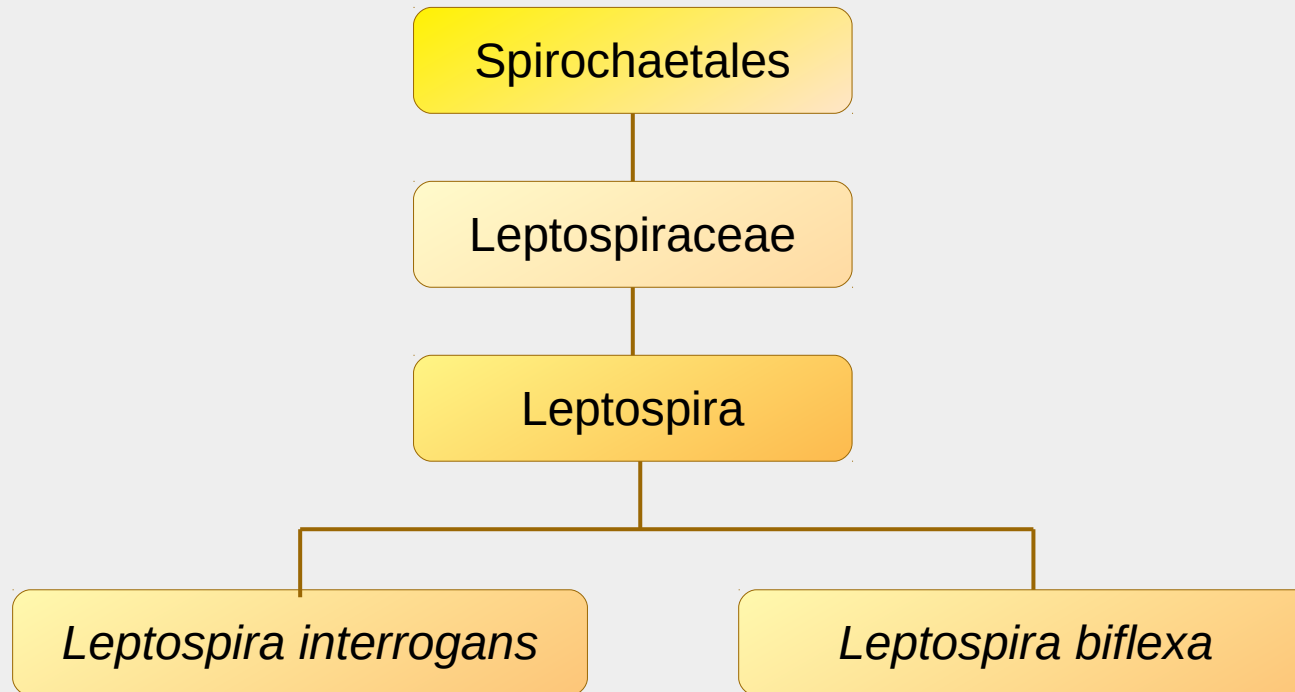 Spirochaetales
Leptospiraceae
Leptospira
Leptospira interrogans
Leptospira biflexa